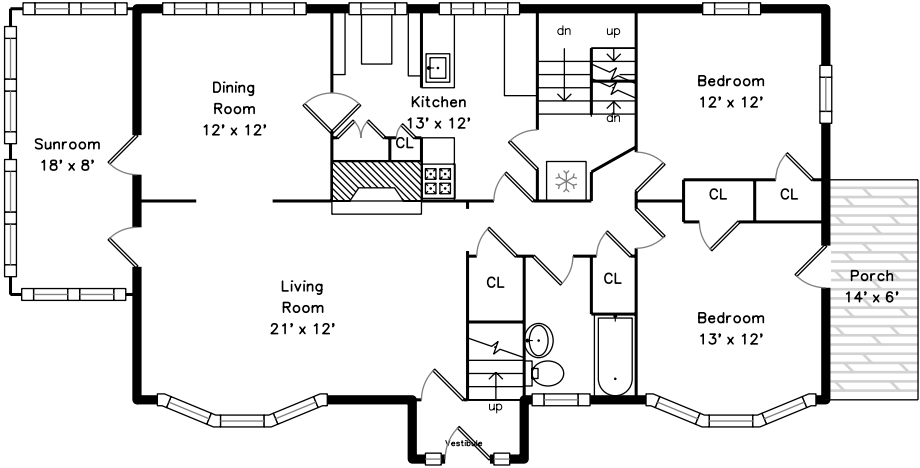 dn
up
Dining
Room
12' x 12'
Kitchen
13' x 12'
Bedroom
12' x 12'
dn
Sunroom
18' x 8'
CL
CL
CL
Living
Room
21' x 12'
CL
CL
Bedroom
13' x 12'
Porch
14' x 6'
up
Vestibule